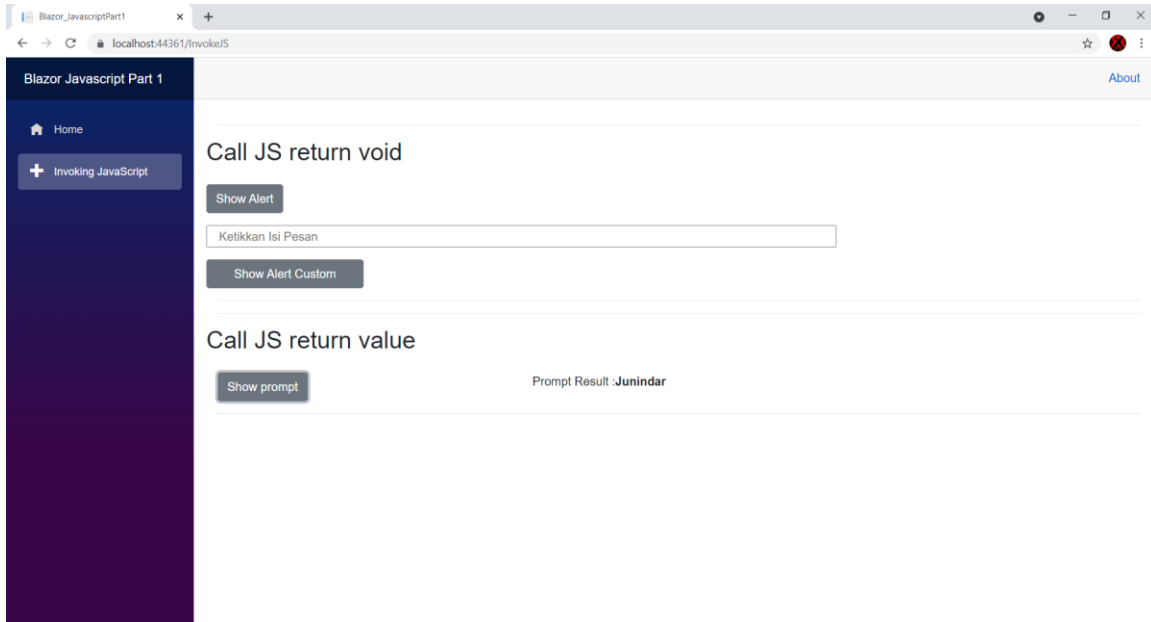 Blazor_JavascriptPart1
localhost:44361/InvokeJS
Blazor Javascript Part 1
About
Home
Invoking JavaScript
Call JS return void
Show Alert
Ketikkan Isi Pesan
Show Alert Custom
Call JS return value
Show prompt
Prompt Result :Junindar